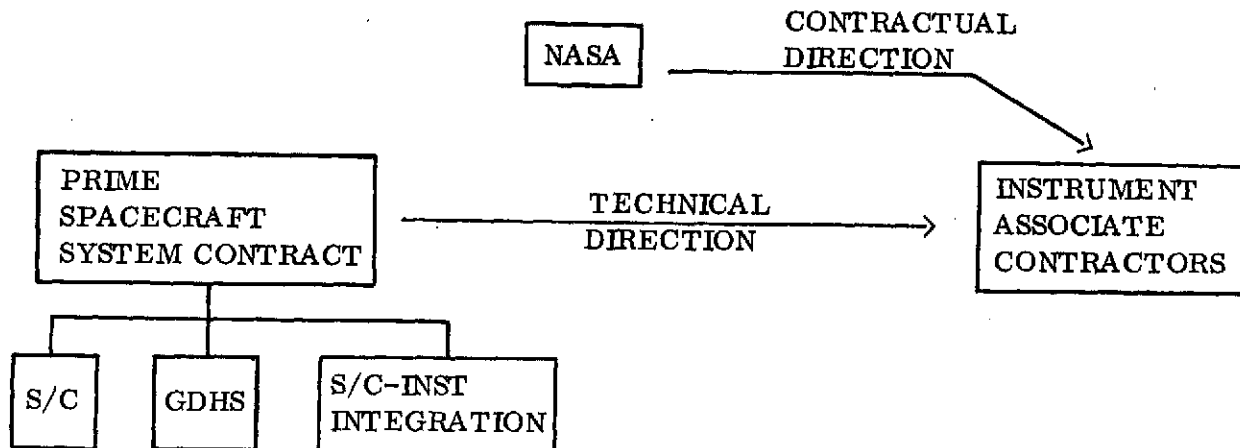 CONTRACTUAL
DIRECTION
NASA
PRIME
SPACECRAFT
SYSTEM CONTRACT
TECHNICAL
DIRECTION
INSTRUMENT
ASSOCIATE
CONTRACTORS
S/C
GDHS
S/C-INST
INTEGRATION